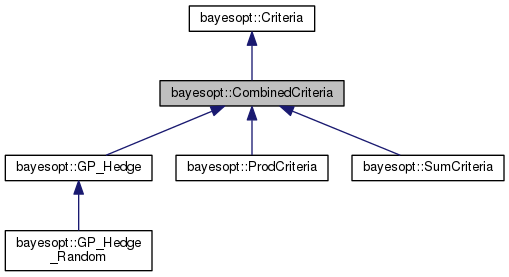 bayesopt::Criteria
bayesopt::CombinedCriteria
bayesopt::GP_Hedge
bayesopt::ProdCriteria
bayesopt::SumCriteria
bayesopt::GP_Hedge
_Random